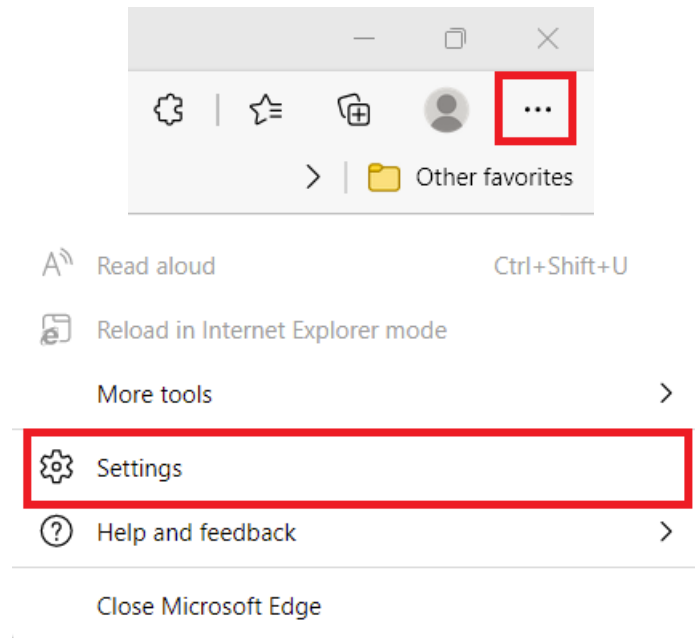 Other favorites
Read aloud Ctrl+Shift+U
Reload in Internet Explorer mode
More tools
Settings
Help and feedback
Close Microsoft Edge